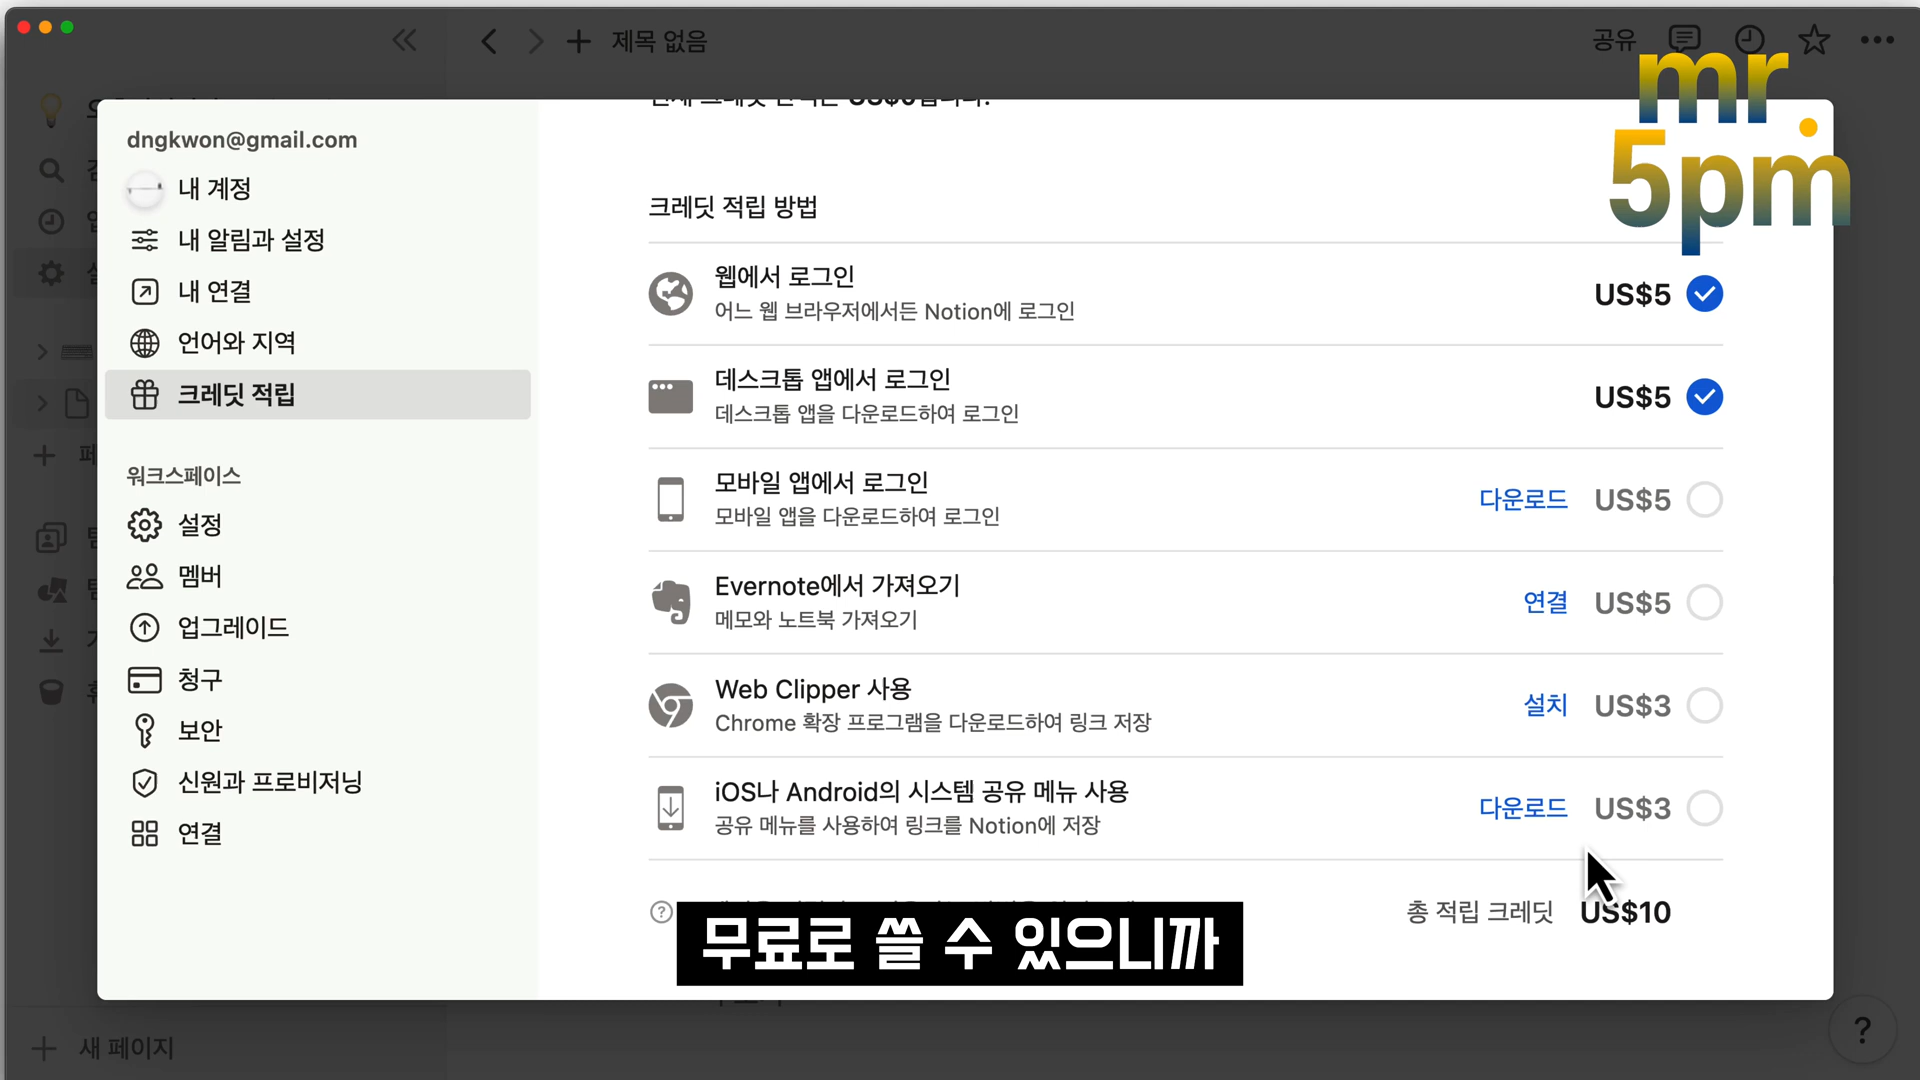 제목 없음
공유
mr.
5pm
dngkwon@gmail.com
내 계정
내 알림과 설정
내 연결
언어와 지역
크레딧 적립
워크스페이스
설정
멤버
업그레이드
청구
보안
신원과 프로비저닝
연결
크레딧 적립 방법
웹에서 로그인
어느 웹 브라우저에서든 Notion에 로그인
US$5
데스크톱 앱에서 로그인
데스크톱 앱을 다운로드하여 로그인
US$5
모바일 앱에서 로그인
모바일 앱을 다운로드하여 로그인
다운로드 US$5
Evernote에서 가져오기
메모와 노트북 가져오기
연결 US$5
Web Clipper 사용
Chrome 확장 프로그램을 다운로드하여 링크 저장
설치 US$3
iOS나 Android의 시스템 공유 메뉴 사용
공유 메뉴를 사용하여 링크를 Notion에 저장
다운로드 US$3
총 적립 크레딧 US$10
무료로 쓸 수 있으니까
새 페이지
?